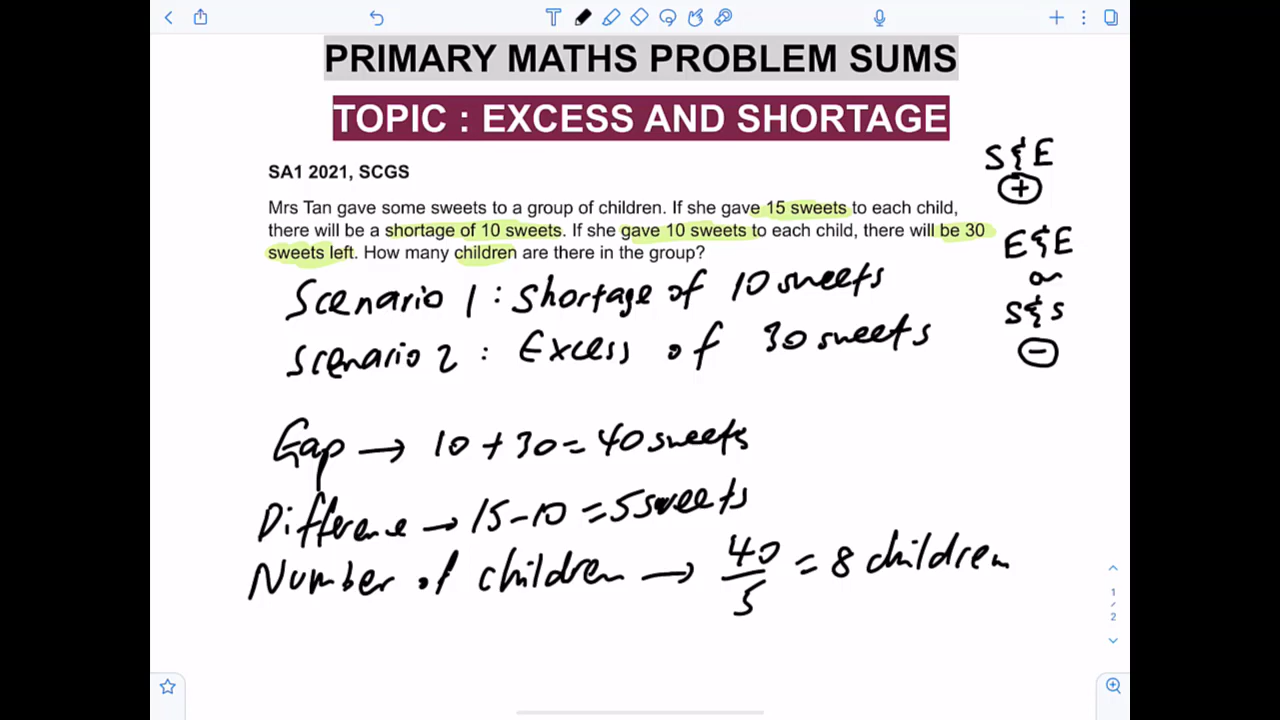 PRIMARY MATHS PROBLEM SUMS
TOPIC : EXCESS AND SHORTAGE
SA1 2021, SCGS
Mrs Tan gave some sweets to a group of children. If she gave 15 sweets to each child,
there will be a shortage of 10 sweets. If she gave 10 sweets to each child, there will be 30
sweets left. How many children are there in the group?
S & E
+
E & E
or
S & S
-
Scenario 1 : Shortage of 10 sweets
Scenario 2 : Excess of 30 sweets
Gap → 10 + 30 = 40 sweets
Difference → 15 - 10 = 5 sweets
Number of children → 40/5 = 8 children
1
/
2